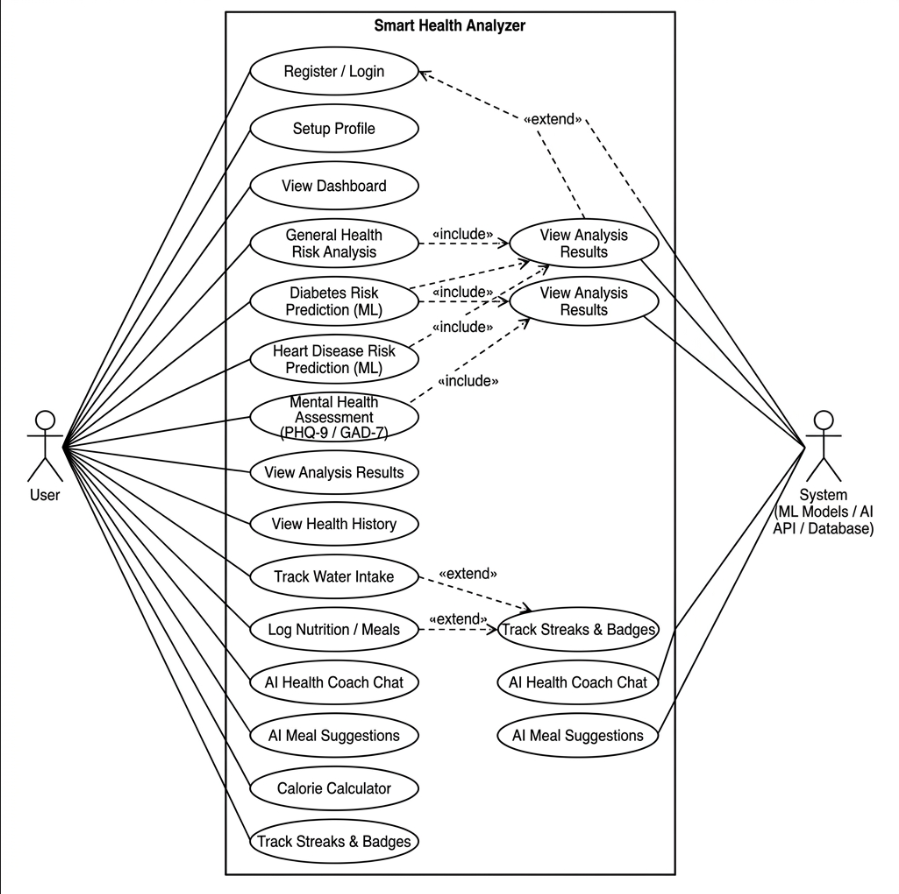 Smart Health Analyzer
Register / Login
«extend»
Setup Profile
View Dashboard
General Health
Risk Analysis
«include»
View Analysis
Results
Diabetes Risk
Prediction (ML)
«include»
View Analysis
Results
«include»
Heart Disease Risk
Prediction (ML)
«include»
Mental Health
Assessment
(PHQ-9 / GAD-7)
View Analysis Results
User
System
(ML Models / AI
API / Database)
View Health History
Track Water Intake
«extend»
Log Nutrition / Meals
«extend»
Track Streaks & Badges
AI Health Coach Chat
AI Health Coach Chat
AI Meal Suggestions
AI Meal Suggestions
Calorie Calculator
Track Streaks & Badges